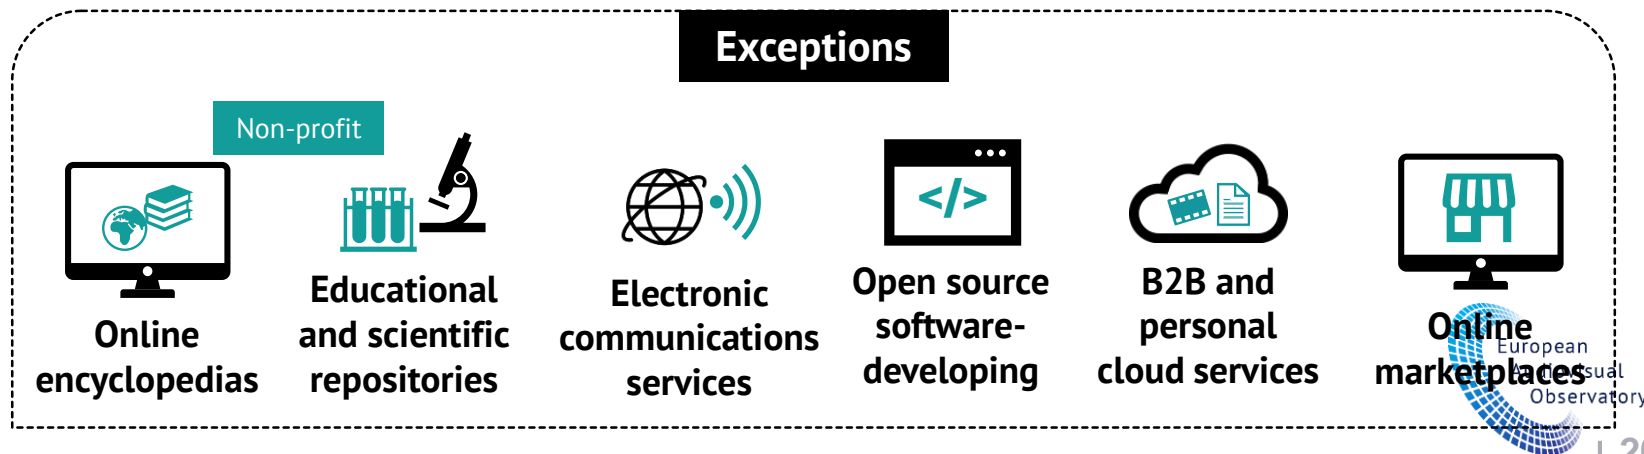 Exceptions
Non-profit
</>
Online
encyclopedias
Educational
and scientific
repositories
Electronic
communications
services
Open source
software-
developing
B2B and
personal
cloud services
Online
marketplaces
European
Audiovisual
Observatory